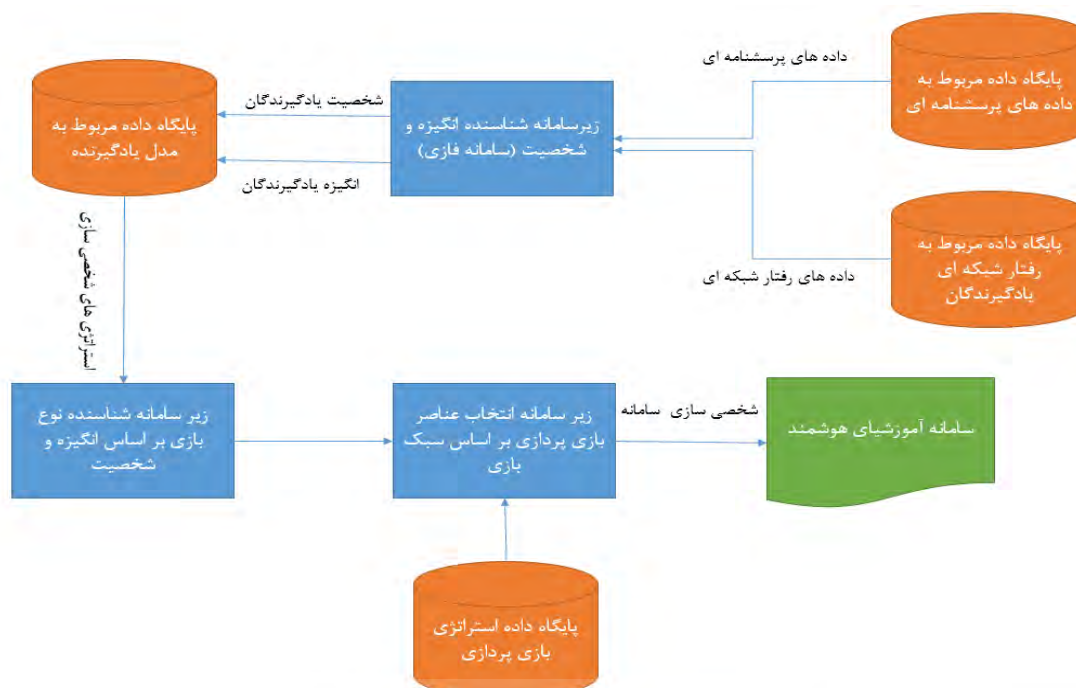 پایگاه داده مربوط به
داده های پرسشنامه ای
داده های پرسشنامه ای
زیرسامانه شناسنده انگیزه و
شخصیت (سامانه فازی)
شخصیت یادگیرندگان
انگیزه یادگیرندگان
پایگاه داده مربوط به
مدل یادگیرنده
پایگاه داده مربوط به
رفتار شبکه ای
یادگیرندگان
داده های رفتار شبکه ای
استراتژی های شخصی سازی
زیر سامانه شناسنده نوع
بازی بر اساس انگیزه و
شخصیت
زیر سامانه انتخاب عناصر
بازی پردازی بر اساس سبک
بازی
شخصی سازی سامانه
سامانه آموزشیای هوشمند
پایگاه داده استراتژی
بازی پردازی